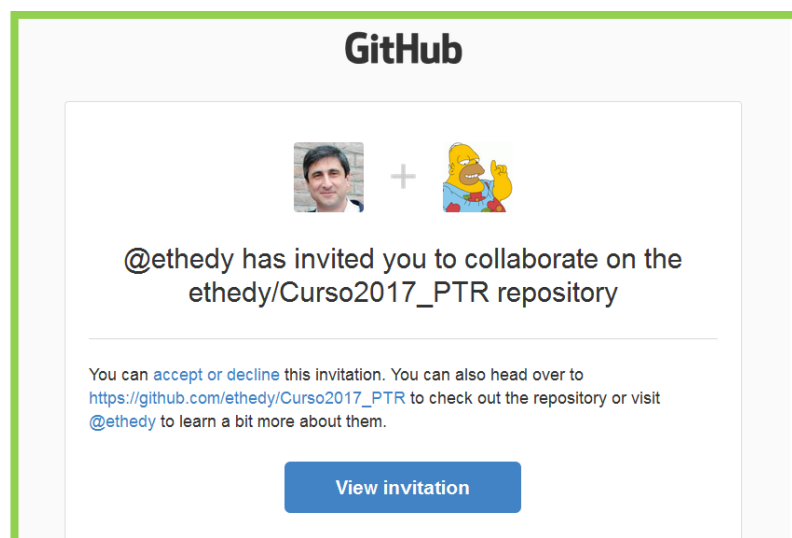 GitHub
+
@ethedy has invited you to collaborate on the
ethedy/Curso2017_PTR repository
You can accept or decline this invitation. You can also head over to
https://github.com/ethedy/Curso2017_PTR to check out the repository or visit
@ethedy to learn a bit more about them.
View invitation